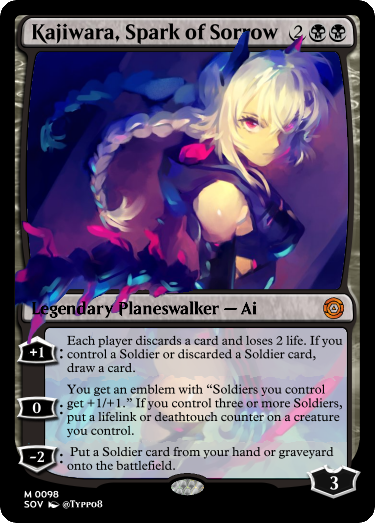 Kajiwara, Spark of Sorrow 2
Legendary Planeswalker — Ai
+1: Each player discards a card and loses 2 life. If you
control a Soldier or discarded a Soldier card,
draw a card.
You get an emblem with “Soldiers you control
0: get +1/+1.” If you control three or more Soldiers,
put a lifelink or deathtouch counter on a creature
you control.
-2: Put a Soldier card from your hand or graveyard
onto the battlefield.
3
M 0098
SOV @Typpo8